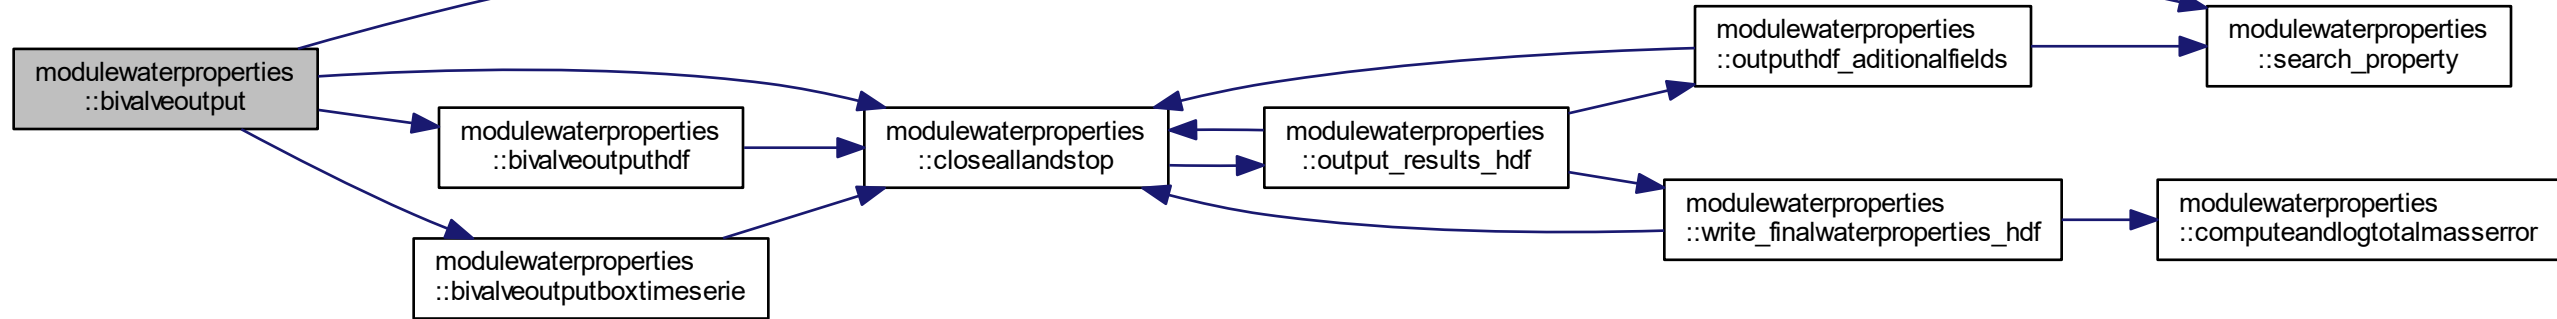 modulewaterproperties
::bivalveoutput
modulewaterproperties
::bivalveoutputhdf
modulewaterproperties
::bivalveoutputboxtimeserie
modulewaterproperties
::closeallandstop
modulewaterproperties
::output_results_hdf
modulewaterproperties
::outputhdf_aditionalfields
modulewaterproperties
::write_finalwaterproperties_hdf
modulewaterproperties
::search_property
modulewaterproperties
::computeandlogtotalmasserror